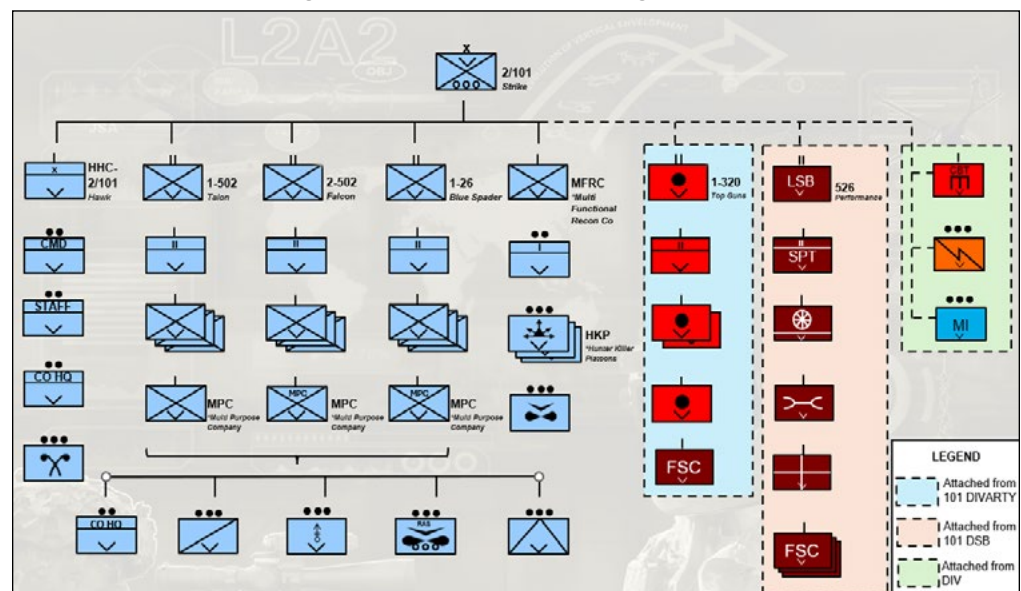 L2A2
OBJ
JSA
X
2/101
Strike
X
HHC-
2/101
Hawk
II
1-502
Talon
II
2-502
Falcon
II
1-26
Blue Spader
I
MFRC
*Multi
Functional
Recon Co
II
1-320
Top Guns
II
LSB
526
Performance
CBT
CMD
II
II
II
I
II
II
SPT
STAFF
HKP
*Hunter Killer
Platoons
MI
CO HQ
MPC
*Multi Purpose
Company
MPC
MPC
*Multi Purpose
Company
MPC
MPC
*Multi Purpose
Company
FSC
CO HQ
RAS
FSC
LEGEND
Attached from
101 DIVARTY
Attached from
101 DSB
Attached from
DIV